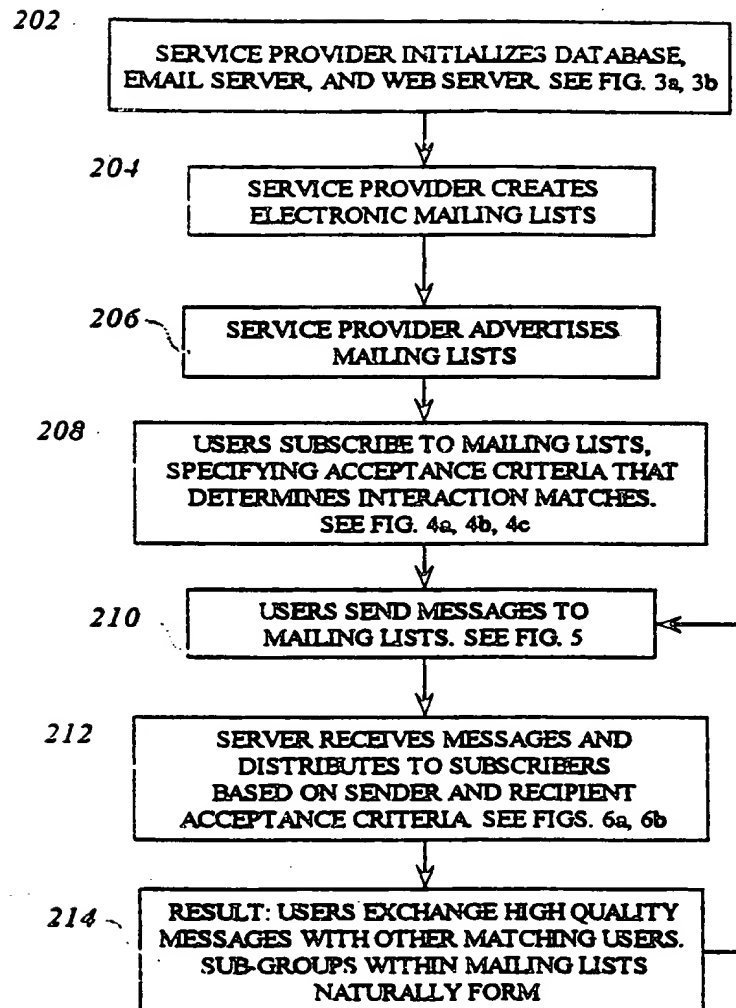 202
SERVICE PROVIDER INITIALIZES DATABASE,
EMAIL SERVER, AND WEB SERVER. SEE FIG. 3a, 3b
204
SERVICE PROVIDER CREATES
ELECTRONIC MAILING LISTS
206
SERVICE PROVIDER ADVERTISES
MAILING LISTS
208
USERS SUBSCRIBE TO MAILING LISTS,
SPECIFYING ACCEPTANCE CRITERIA THAT
DETERMINES INTERACTION MATCHES.
SEE FIG. 4a, 4b, 4c
210
USERS SEND MESSAGES TO
MAILING LISTS. SEE FIG. 5
212
SERVER RECEIVES MESSAGES AND
DISTRIBUTES TO SUBSCRIBERS
BASED ON SENDER AND RECIPIENT
ACCEPTANCE CRITERIA. SEE FIGS. 6a, 6b
214
RESULT: USERS EXCHANGE HIGH QUALITY
MESSAGES WITH OTHER MATCHING USERS.
SUB-GROUPS WITHIN MAILING LISTS
NATURALLY FORM